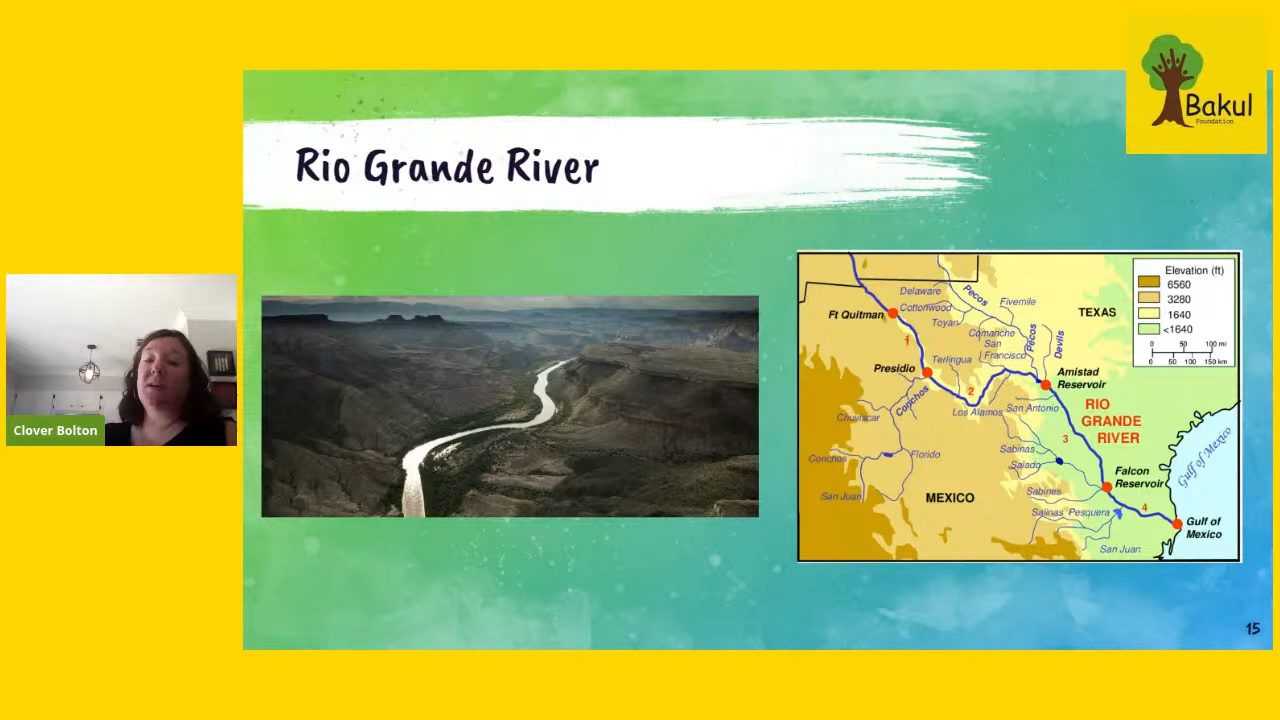 Bakul
Foundation
Rio Grande River
Clover Bolton
Elevation (ft)
6560
3280
1640
<1640
0 50 100 mi
0 50 100 150 km
TEXAS
Delaware
Pecos
Cottonwood
Fivemile
Ft Quitman
Toyan
Comanche
San
Francisco
Pecos
Devils
1
Terlingua
Presidio
2
Amistad
Reservoir
Conchos
Los Alamos
San Antonio
RIO
GRANDE
RIVER
Chuviscar
3
Gulf of Mexico
Conchos
Florido
Sabinas
Salado
Falcon
Reservoir
San Juan
MEXICO
Sabines
Salinas
Pesquera
4
Gulf of
Mexico
San Juan
15